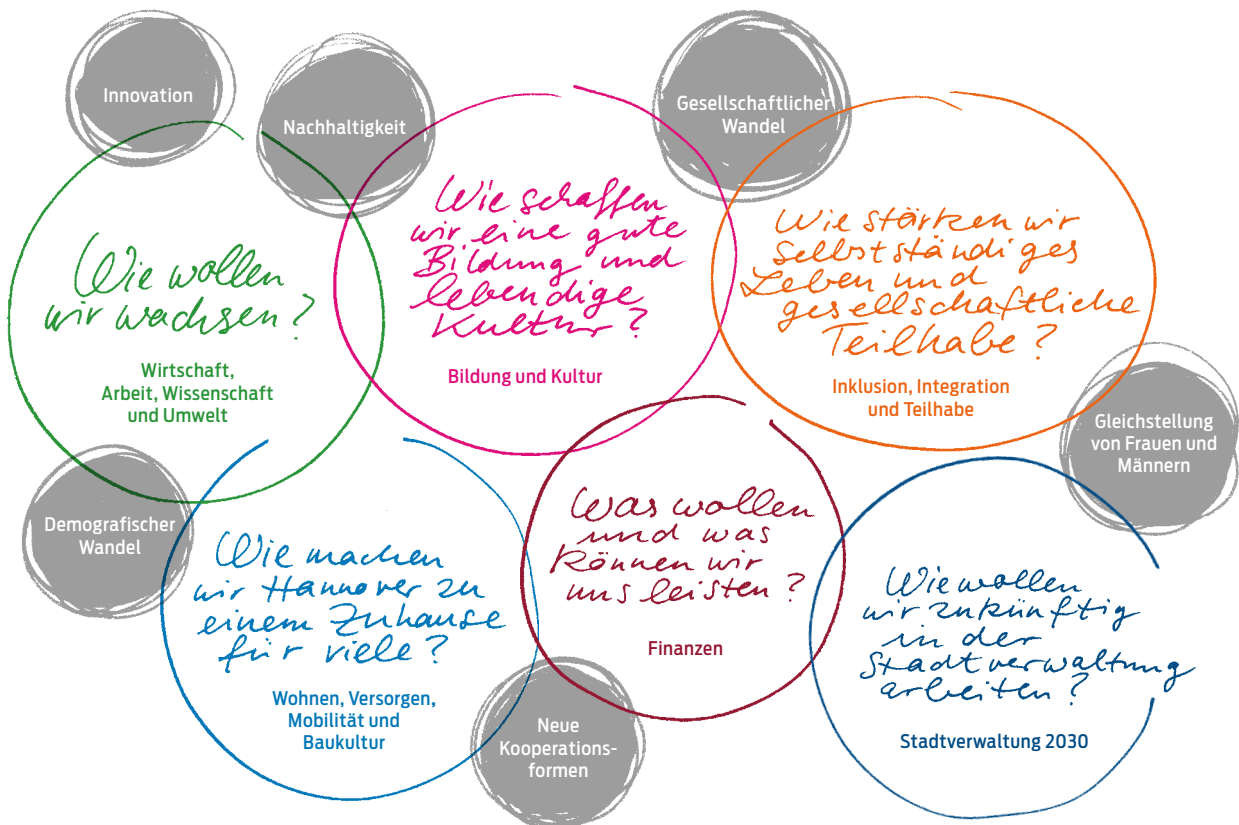 Innovation
Nachhaltigkeit
Gesellschaftlicher
Wandel
Wie wollen
wir wachsen?
Wirtschaft,
Arbeit, Wissenschaft
und Umwelt
Wie schaffen
wir eine gute
Bildung und
lebendige
Kultur?
Bildung und Kultur
Wie stärken wir
selbstständiges
Leben und
gesellschaftliche
Teilhabe?
Inklusion, Integration
und Teilhabe
Gleichstellung
von Frauen und
Männern
Demografischer
Wandel
Wie machen
wir Hannover zu
einem Zuhause
für viele?
Wohnen, Versorgen,
Mobilität und
Baukultur
Was wollen
und was
können wir
uns leisten?
Finanzen
Neue
Kooperations-
formen
Wie wollen
wir zukünftig
in der
Stadtverwaltung
arbeiten?
Stadtverwaltung 2030